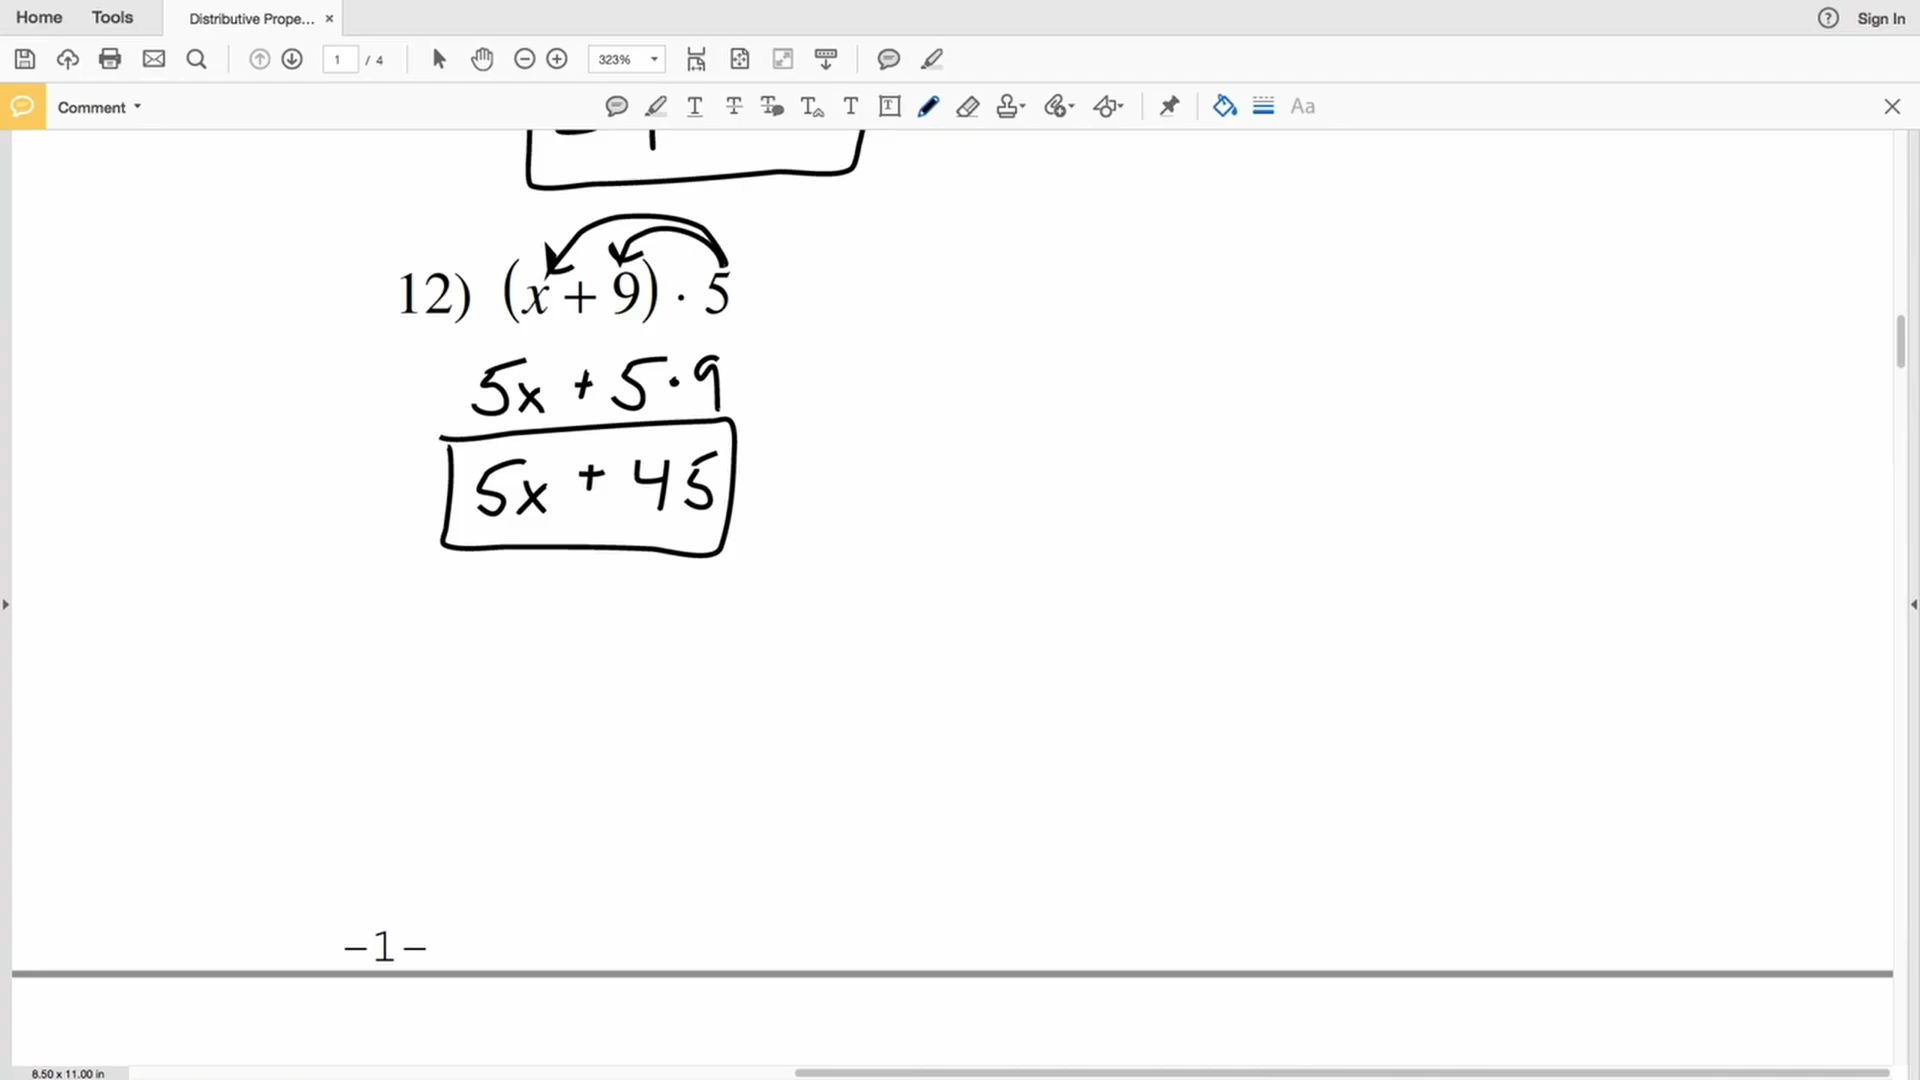 Home Tools Distributive Prope... × Sign In
1 / 4 323%
Comment
12) (x + 9) · 5
5x + 5·9
5x + 45
-1-
8.50 x 11.00 in